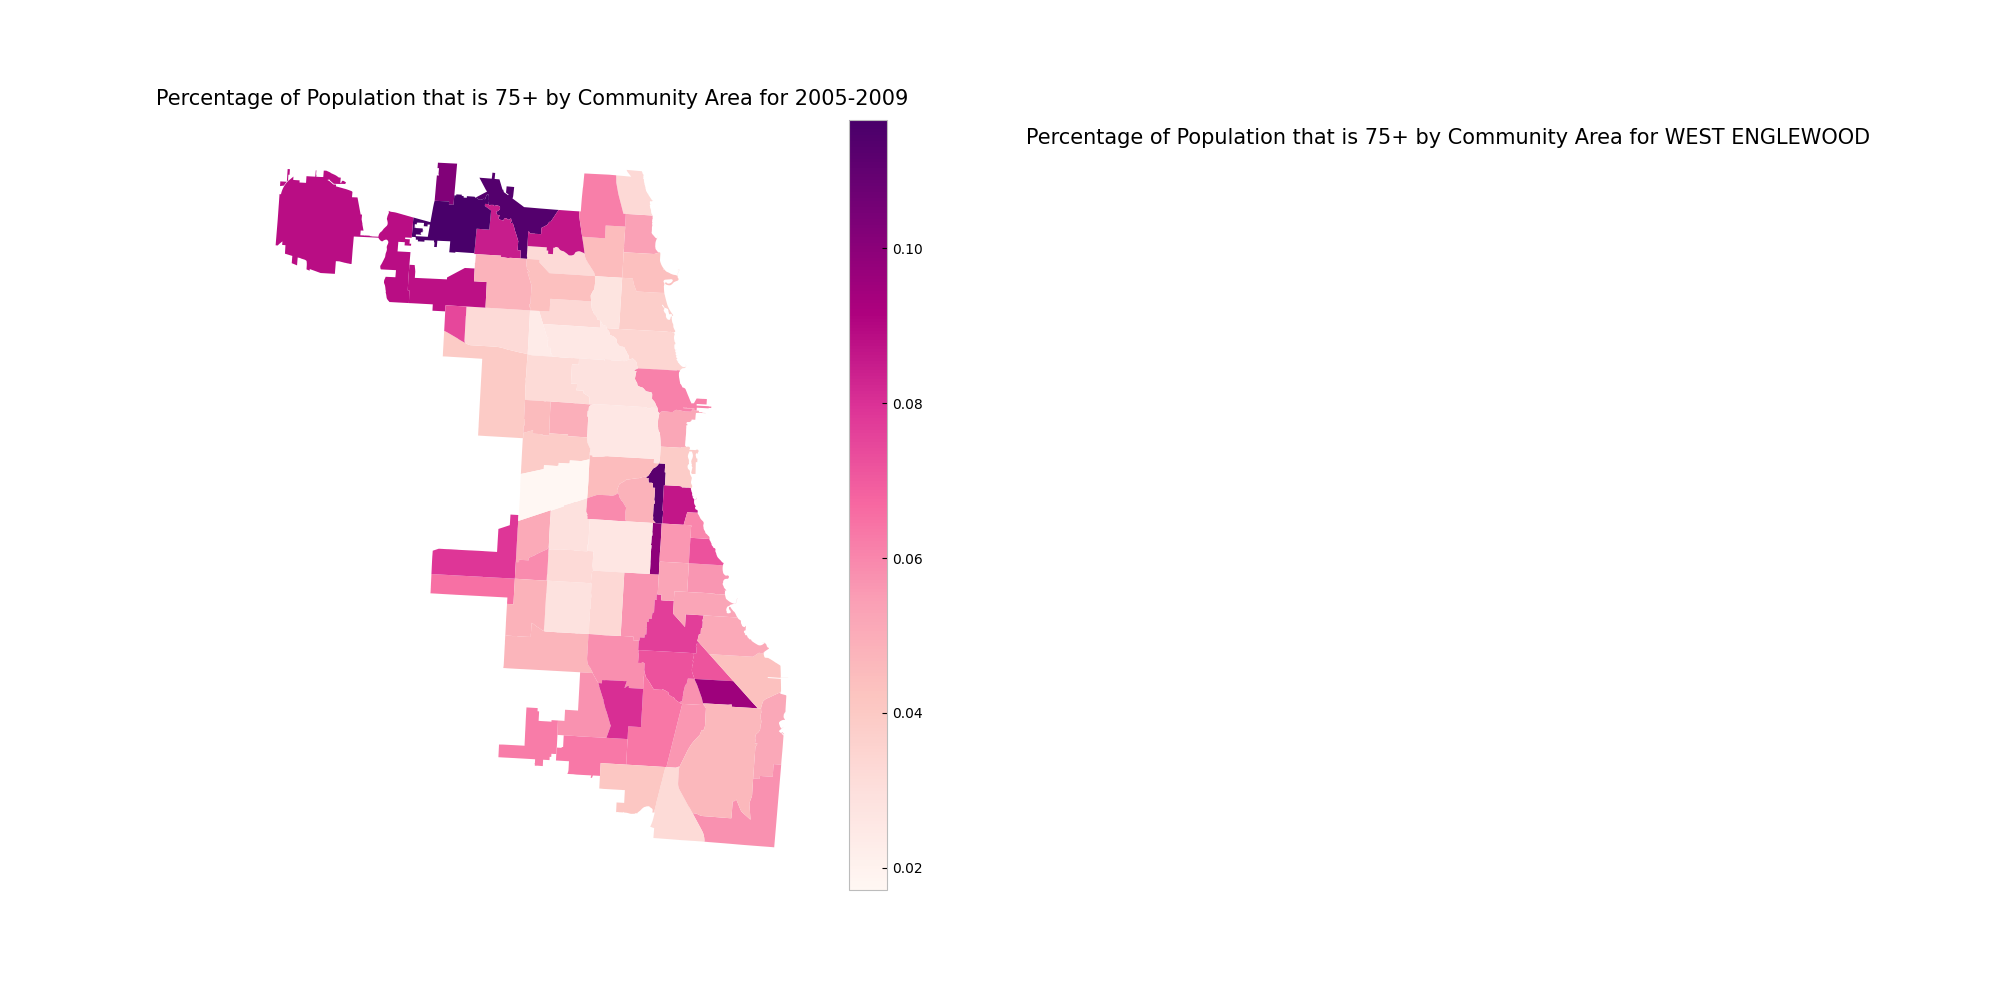 Percentage of Population that is 75+ by Community Area for 2005-2009
Percentage of Population that is 75+ by Community Area for WEST ENGLEWOOD
0.10
0.08
0.06
0.04
0.02